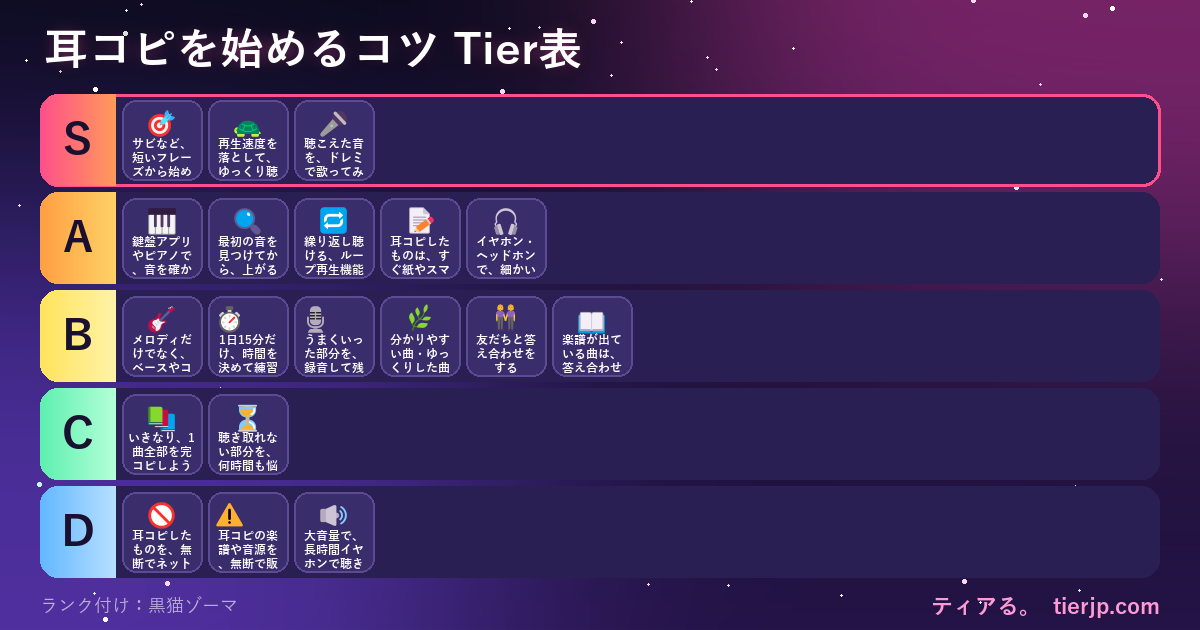 耳コピを始めるコツ Tier表
S
サビなど、
短いフレー
ズから始め
再生速度を
落として、
ゆっくり聴
聴こえた音
を、ドレミ
で歌ってみ
A
鍵盤アプリ
やピアノで
、音を確か
最初の音を
見つけてか
ら、上がる
繰り返し聴
ける、ルー
プ再生機能
耳コピした
ものは、す
ぐ紙やスマ
イヤホン・
ヘッドホン
で、細かい
B
メロディだ
けでなく、
ベースやコ
1日15分だ
け、時間を
決めて練習
うまくいっ
た部分を、
録音して残
分かりやす
い曲・ゆっ
くりした曲
友だちと答
え合わせを
する
楽譜が出て
いる曲は、
答え合わせ
C
いきなり、1
曲全部を完
コピしよう
聴き取れな
い部分を、
何時間も悩
D
耳コピした
ものを、無
断でネット
耳コピの楽
譜や音源を
、無断で販
大音量で、
長時間イヤ
ホンで聴き
ランク付け：黒猫ゾーマ
ティアる。 tierjp.com